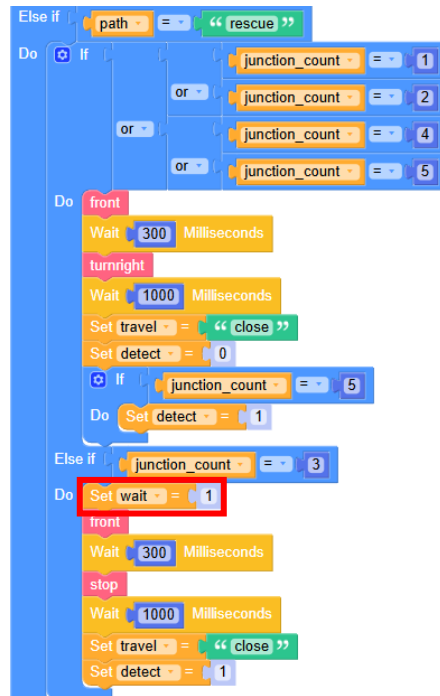 Else if path = “ rescue ”
Do If junction_count = 1
or junction_count = 2
or junction_count = 4
or junction_count = 5
Do front
Wait 300 Milliseconds
turnright
Wait 1000 Milliseconds
Set travel = “ close ”
Set detect = 0
If junction_count = 5
Do Set detect = 1
Else if junction_count = 3
Do Set wait = 1
front
Wait 300 Milliseconds
stop
Wait 1000 Milliseconds
Set travel = “ close ”
Set detect = 1